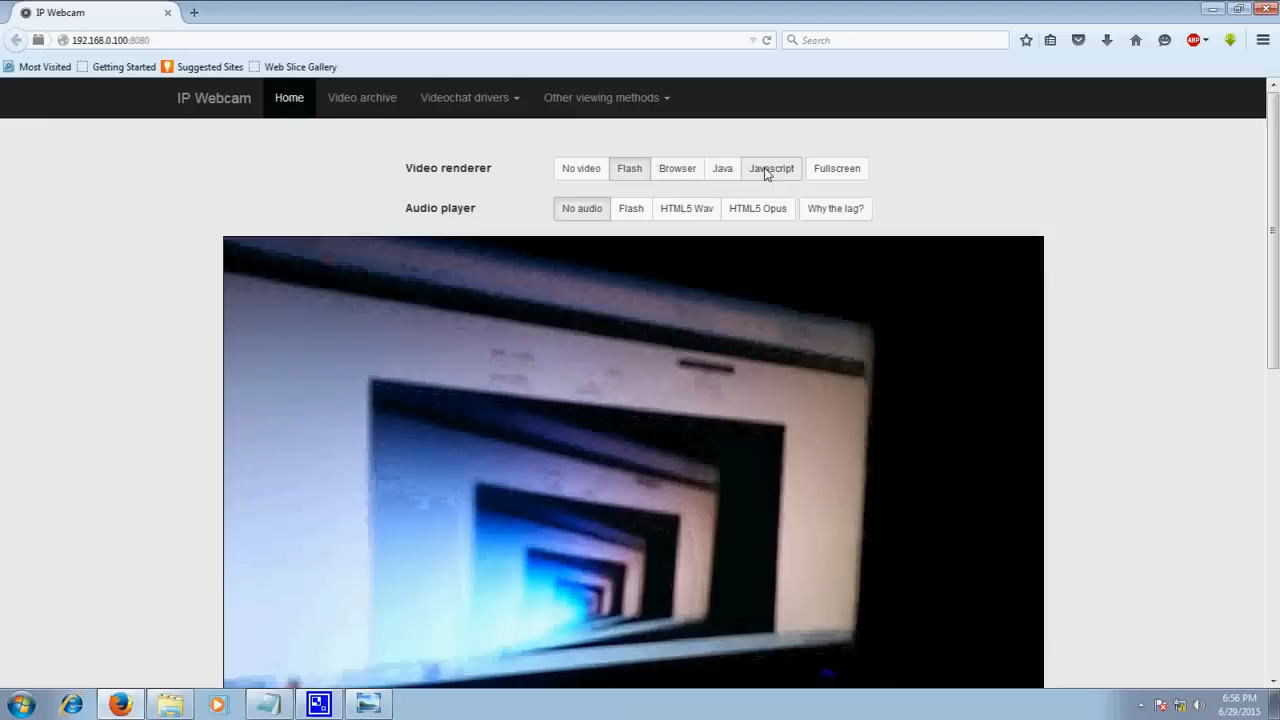 IP Webcam
192.168.0.100:8080
Search
ABP
Most Visited Getting Started Suggested Sites Web Slice Gallery
IP Webcam Home Video archive Videochat drivers Other viewing methods
Video renderer No video Flash Browser Java Javascript Fullscreen
Audio player No audio Flash HTML5 Wav HTML5 Opus Why the lag?
6:56 PM
6/29/2015